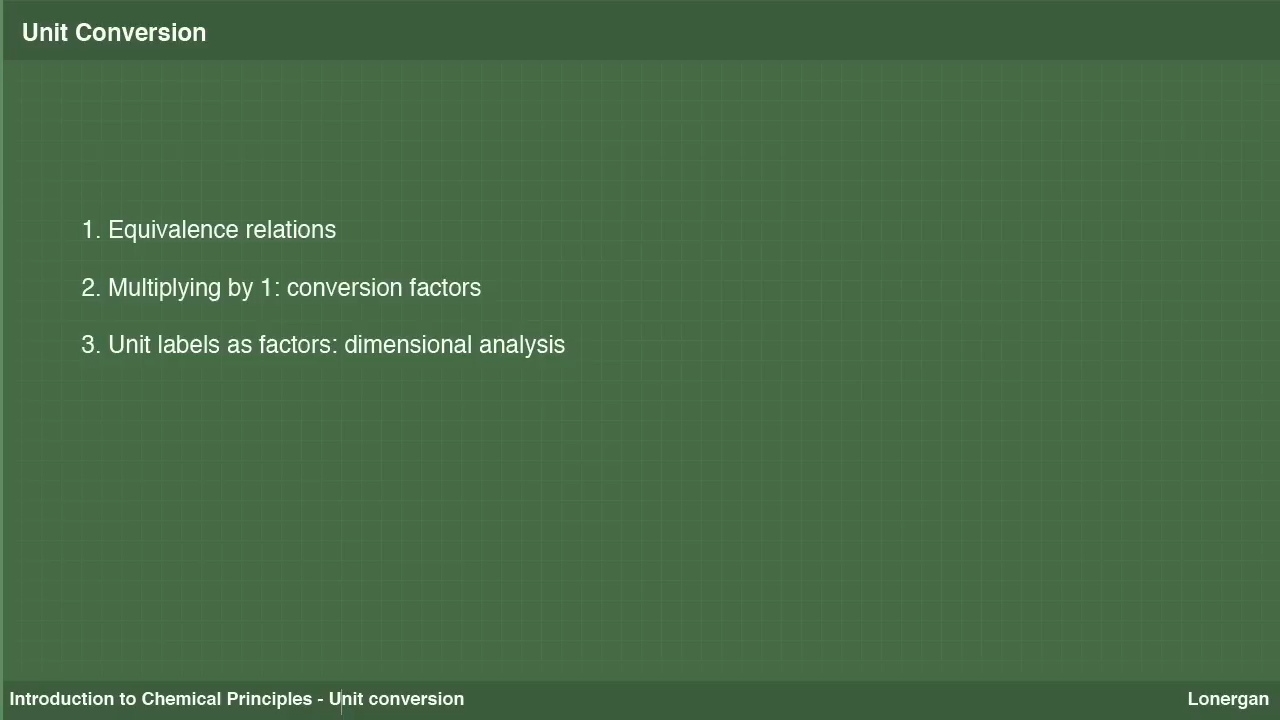 Unit Conversion
1. Equivalence relations
2. Multiplying by 1: conversion factors
3. Unit labels as factors: dimensional analysis
Introduction to Chemical Principles - Unit conversion
Lonergan